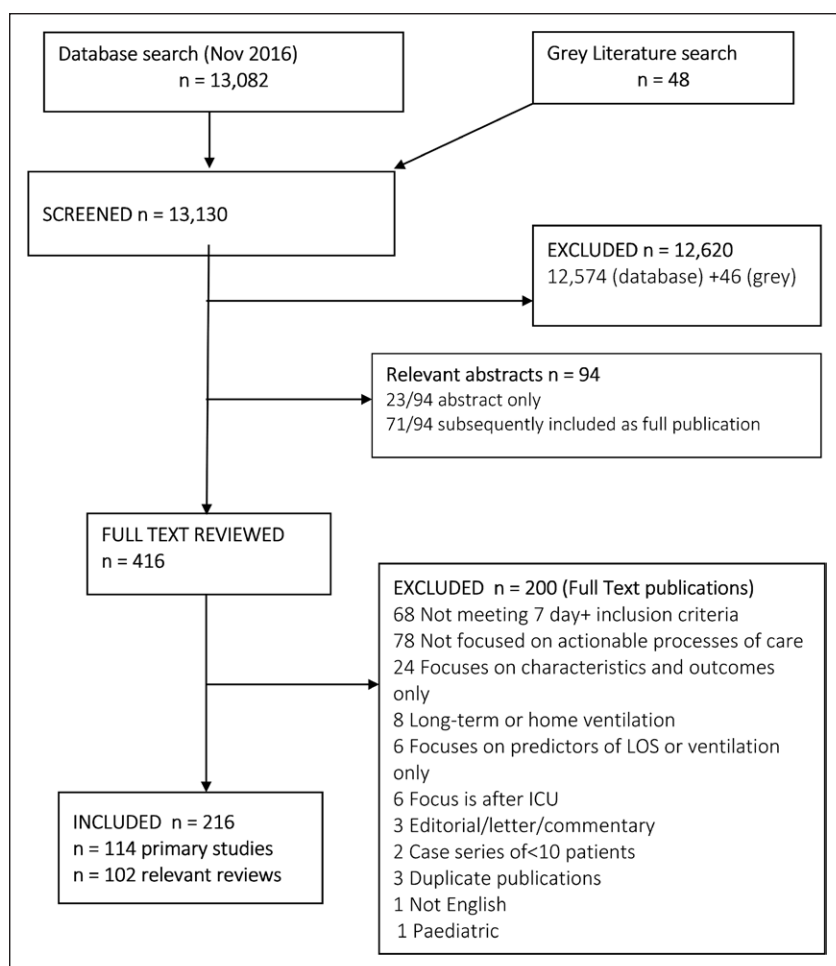 Database search (Nov 2016)
n = 13,082
Grey Literature search
n = 48
SCREENED n = 13,130
EXCLUDED n = 12,620
12,574 (database) +46 (grey)
Relevant abstracts n = 94
23/94 abstract only
71/94 subsequently included as full publication
FULL TEXT REVIEWED
n = 416
EXCLUDED n = 200 (Full Text publications)
68 Not meeting 7 day+ inclusion criteria
78 Not focused on actionable processes of care
24 Focuses on characteristics and outcomes
only
8 Long-term or home ventilation
6 Focuses on predictors of LOS or ventilation
only
6 Focus is after ICU
3 Editorial/letter/commentary
2 Case series of<10 patients
3 Duplicate publications
1 Not English
1 Paediatric
INCLUDED n = 216
n = 114 primary studies
n = 102 relevant reviews